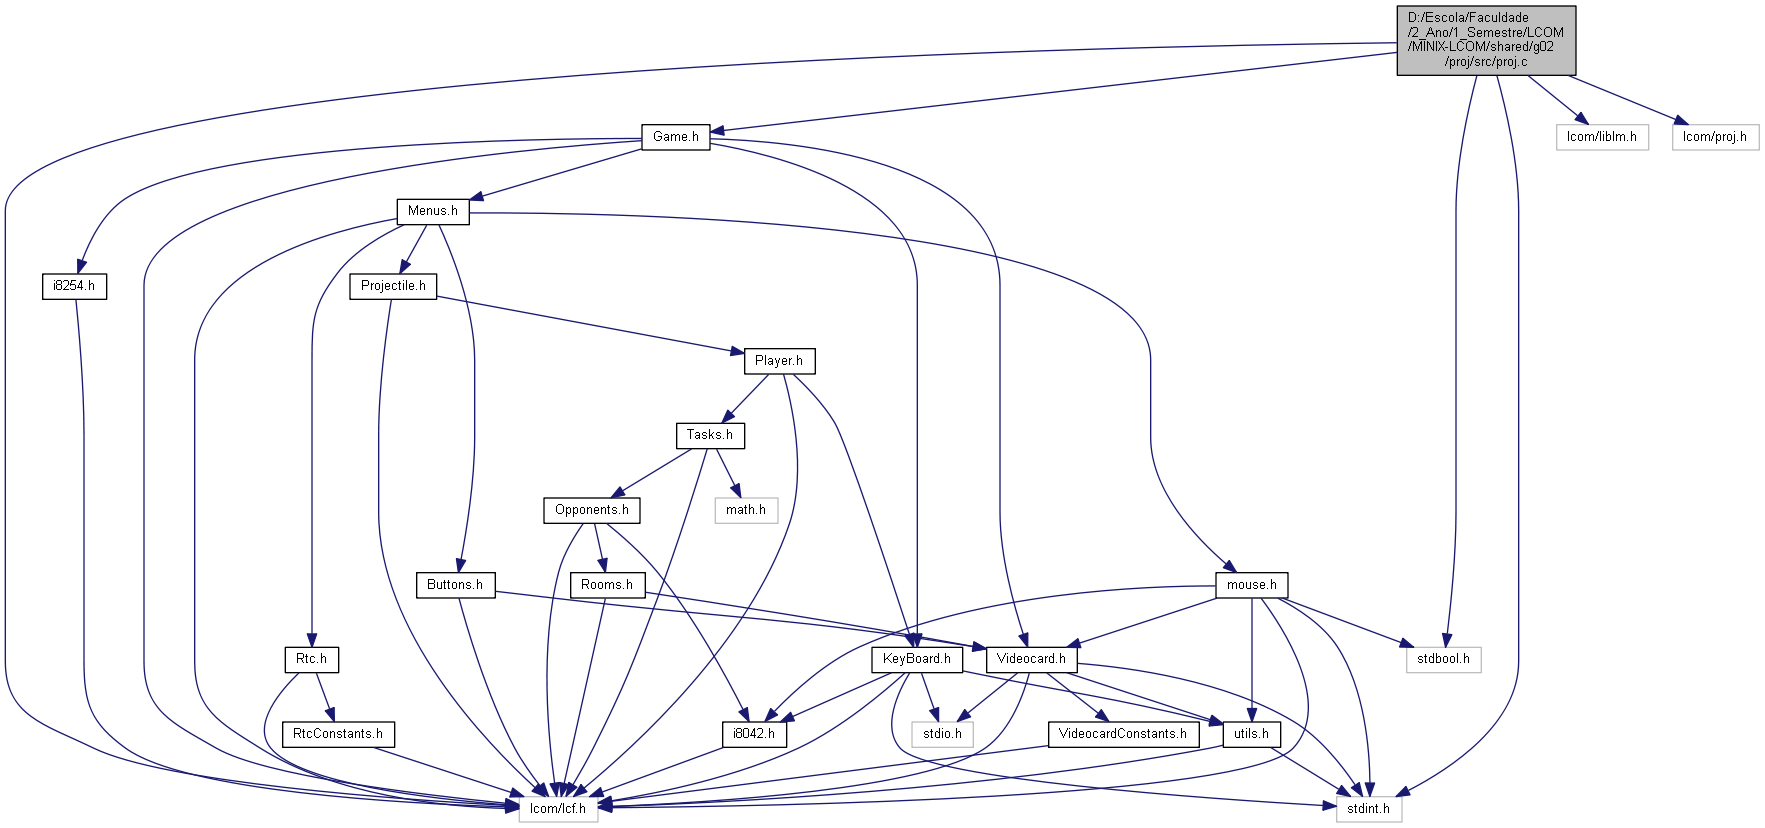 D:/Escola/Faculdade
/2_Ano/1_Semestre/LCOM
/MINIX-LCOM/shared/g02
/proj/src/proj.c
Game.h
lcom/liblm.h
lcom/proj.h
Menus.h
i8254.h
Projectile.h
Player.h
Tasks.h
Opponents.h
math.h
Buttons.h
Rooms.h
mouse.h
Rtc.h
KeyBoard.h
Videocard.h
stdbool.h
RtcConstants.h
i8042.h
stdio.h
VideocardConstants.h
utils.h
lcom/lcf.h
stdint.h